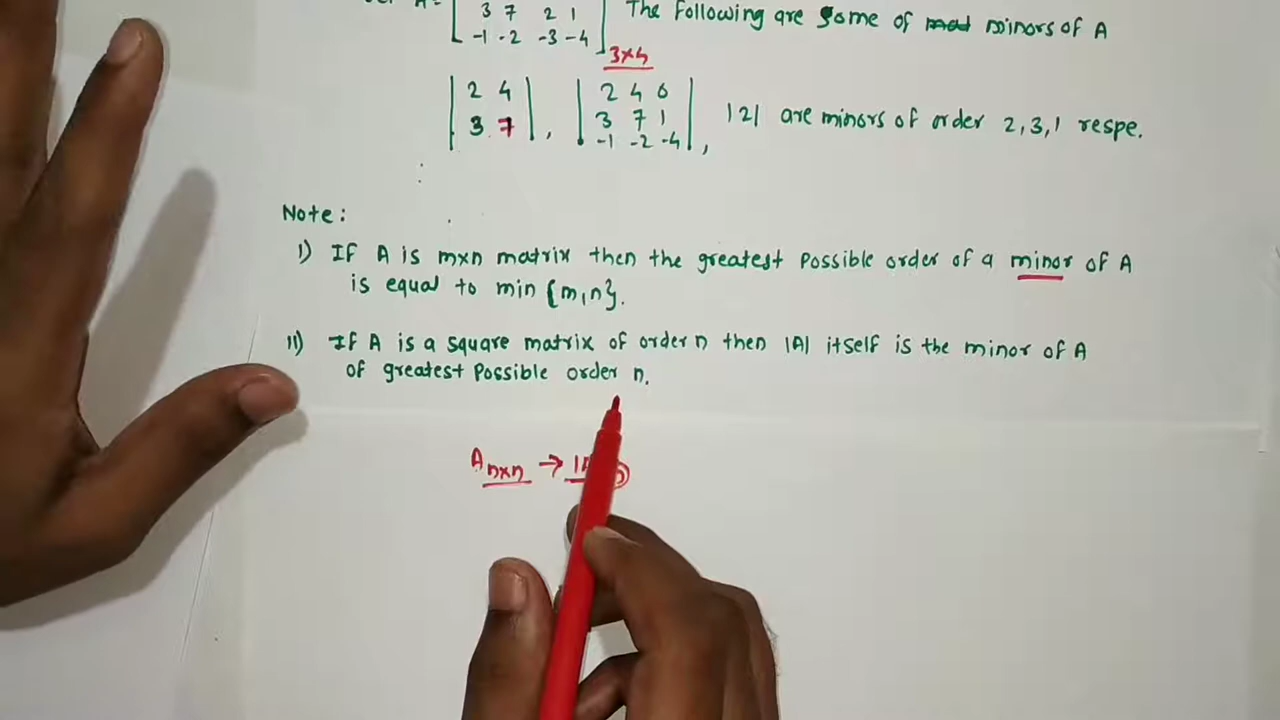 3 7 2 1 The Following are Some of minors of A
-1 -2 -3 -4
3×4
2 4 2 4 0
3 7 , 3 7 1 |2| are minors of order 2,3,1 respe.
-1 -2 -4 ,
Note:
I) If A is m×n matrix then the greatest Possible order of a minor of A
is equal to min {m,n}.
II) If A is a square matrix of order n then |A| itself is the minor of A
of greatest Possible order n.
A n×n →